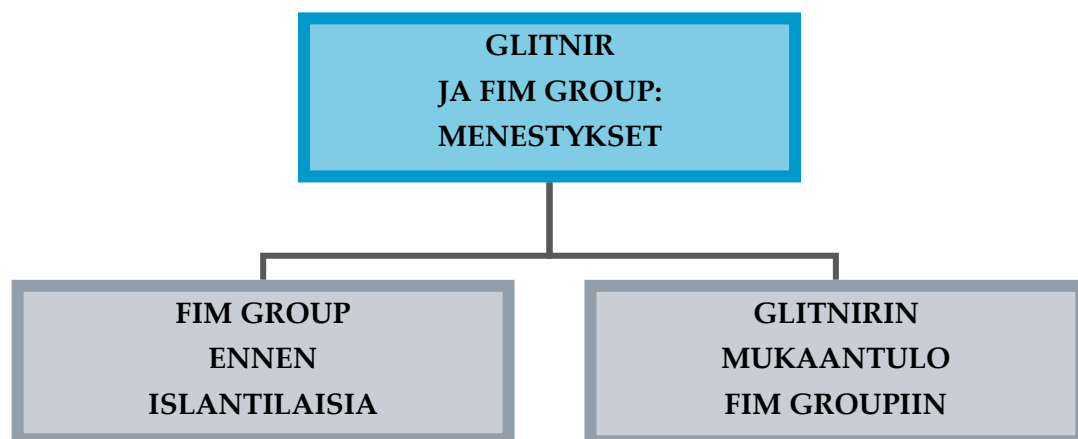 GLITNIR
JA FIM GROUP:
MENESTYKSET
FIM GROUP
ENNEN
ISLANTILAISIA
GLITNIRIN
MUKAANTULO
FIM GROUPIIN